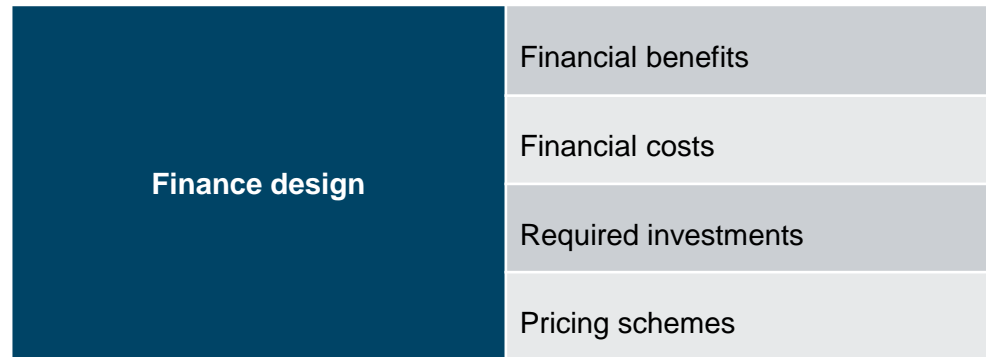 Finance design
Financial benefits
Financial costs
Required investments
Pricing schemes